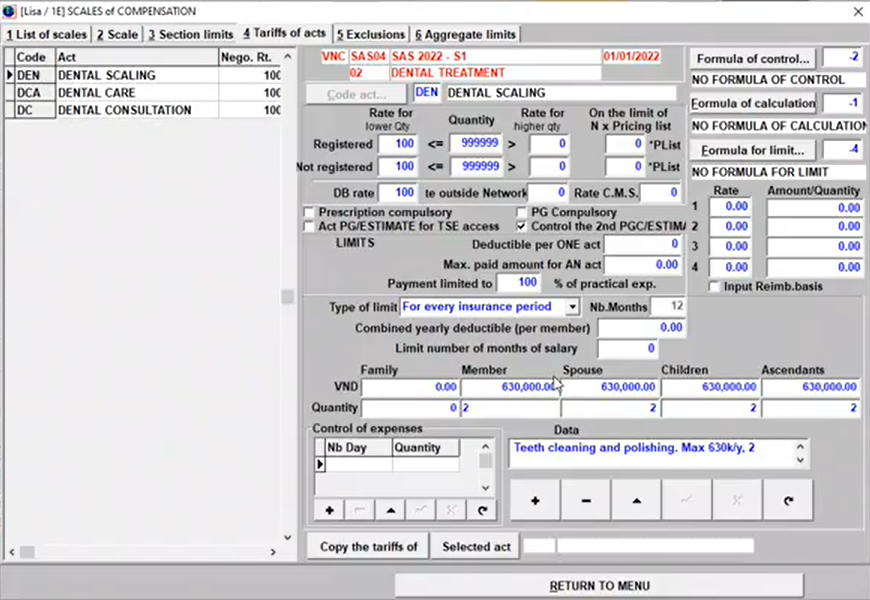 [Lisa / 1E] SCALES of COMPENSATION
1 List of scales 2 Scale 3 Section limits 4 Tariffs of acts 5 Exclusions 6 Aggregate limits
Code Act Nego. Rt.
DEN DENTAL SCALING 100
DCA DENTAL CARE 100
DC DENTAL CONSULTATION 100
VNC SAS04 SAS 2022 - S1 01/01/2022
02 DENTAL TREATMENT
Code act... DEN DENTAL SCALING
Rate for lower Qty Quantity Rate for higher qty On the limit of N x Pricing list
Registered 100 <= 999999 > 0 0 *PList
Not registered 100 <= 999999 > 0 0 *PList
DB rate 100 te outside Network 0 Rate C.M.S. 0
Prescription compulsory PG Compulsory
Act PG/ESTIMATE for TSE access Control the 2nd PGC/ESTIMA
LIMITS Deductible per ONE act 0
Max. paid amount for AN act 0.00
Payment limited to 100 % of practical exp.
Type of limit For every insurance period Nb.Months 12
Combined yearly deductible (per member) 0.00
Limit number of months of salary 0
Family Member Spouse Children Ascendants
VND 0.00 630,000.00 630,000.00 630,000.00 630,000.00
Quantity 0 2 2 2 2
Control of expenses
Nb Day Quantity
Data
Teeth cleaning and polishing. Max 630k/y, 2
Copy the tariffs of Selected act
Formula of control... -2
NO FORMULA OF CONTROL
Formula of calculation -1
NO FORMULA OF CALCULATION
Formula for limit... -4
NO FORMULA FOR LIMIT
Rate Amount/Quantity
1 0.00 0.00
2 0.00 0.00
3 0.00 0.00
4 0.00 0.00
Input Reimb.basis
RETURN TO MENU